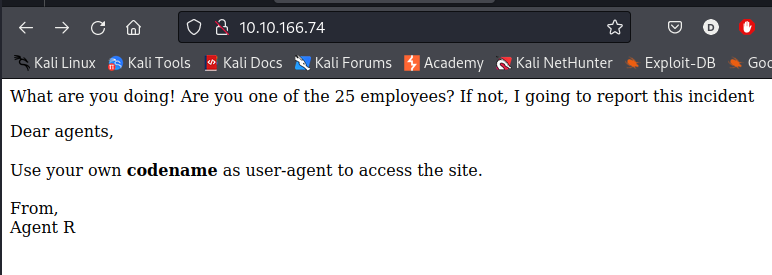 10.10.166.74
Kali Linux Kali Tools Kali Docs Kali Forums Academy Kali NetHunter Exploit-DB Goo
What are you doing! Are you one of the 25 employees? If not, I going to report this incident
Dear agents,
Use your own codename as user-agent to access the site.
From,
Agent R